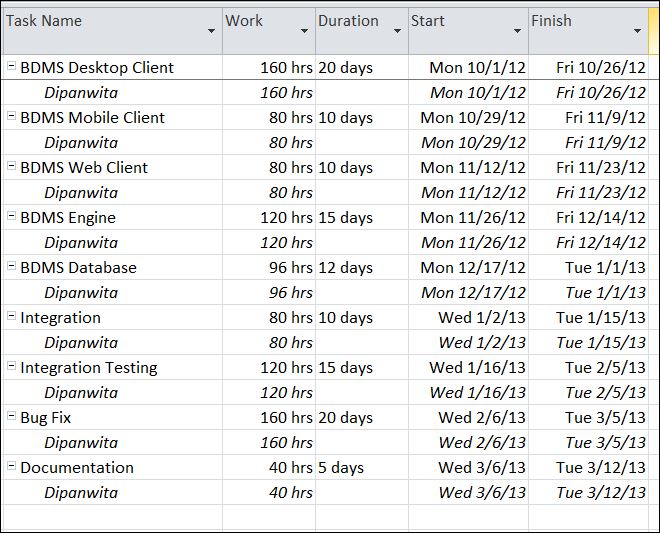 Task Name Work Duration Start Finish
BDMS Desktop Client 160 hrs 20 days Mon 10/1/12 Fri 10/26/12
Dipanwita 160 hrs Mon 10/1/12 Fri 10/26/12
BDMS Mobile Client 80 hrs 10 days Mon 10/29/12 Fri 11/9/12
Dipanwita 80 hrs Mon 10/29/12 Fri 11/9/12
BDMS Web Client 80 hrs 10 days Mon 11/12/12 Fri 11/23/12
Dipanwita 80 hrs Mon 11/12/12 Fri 11/23/12
BDMS Engine 120 hrs 15 days Mon 11/26/12 Fri 12/14/12
Dipanwita 120 hrs Mon 11/26/12 Fri 12/14/12
BDMS Database 96 hrs 12 days Mon 12/17/12 Tue 1/1/13
Dipanwita 96 hrs Mon 12/17/12 Tue 1/1/13
Integration 80 hrs 10 days Wed 1/2/13 Tue 1/15/13
Dipanwita 80 hrs Wed 1/2/13 Tue 1/15/13
Integration Testing 120 hrs 15 days Wed 1/16/13 Tue 2/5/13
Dipanwita 120 hrs Wed 1/16/13 Tue 2/5/13
Bug Fix 160 hrs 20 days Wed 2/6/13 Tue 3/5/13
Dipanwita 160 hrs Wed 2/6/13 Tue 3/5/13
Documentation 40 hrs 5 days Wed 3/6/13 Tue 3/12/13
Dipanwita 40 hrs Wed 3/6/13 Tue 3/12/13